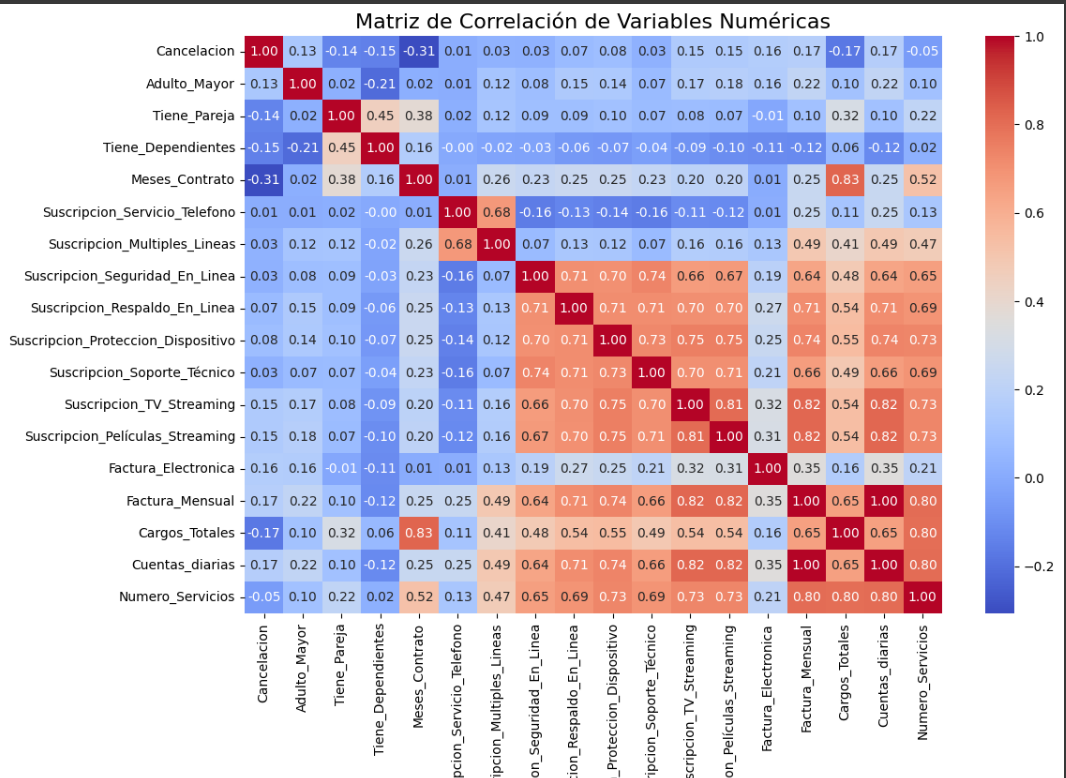 Matriz de Correlación de Variables Numéricas
Cancelacion 1.00 0.13 -0.14 -0.15 -0.31 0.01 0.03 0.03 0.07 0.08 0.03 0.15 0.15 0.16 0.17 -0.17 0.17 -0.05
Adulto_Mayor 0.13 1.00 0.02 -0.21 0.02 0.01 0.12 0.08 0.15 0.14 0.07 0.17 0.18 0.16 0.22 0.10 0.22 0.10
Tiene_Pareja -0.14 0.02 1.00 0.45 0.38 0.02 0.12 0.09 0.09 0.10 0.07 0.08 0.07 -0.01 0.10 0.32 0.10 0.22
Tiene_Dependientes -0.15 -0.21 0.45 1.00 0.16 -0.00 -0.02 -0.03 -0.06 -0.07 -0.04 -0.09 -0.10 -0.11 -0.12 0.06 -0.12 0.02
Meses_Contrato -0.31 0.02 0.38 0.16 1.00 0.01 0.26 0.23 0.25 0.25 0.23 0.20 0.20 0.01 0.25 0.83 0.25 0.52
Suscripcion_Servicio_Telefono 0.01 0.01 0.02 -0.00 0.01 1.00 0.68 -0.16 -0.13 -0.14 -0.16 -0.11 -0.12 0.01 0.25 0.11 0.25 0.13
Suscripcion_Multiples_Lineas 0.03 0.12 0.12 -0.02 0.26 0.68 1.00 0.07 0.13 0.12 0.07 0.16 0.16 0.13 0.49 0.41 0.49 0.47
Suscripcion_Seguridad_En_Linea 0.03 0.08 0.09 -0.03 0.23 -0.16 0.07 1.00 0.71 0.70 0.74 0.66 0.67 0.19 0.64 0.48 0.64 0.65
Suscripcion_Respaldo_En_Linea 0.07 0.15 0.09 -0.06 0.25 -0.13 0.13 0.71 1.00 0.71 0.71 0.70 0.70 0.27 0.71 0.54 0.71 0.69
Suscripcion_Proteccion_Dispositivo 0.08 0.14 0.10 -0.07 0.25 -0.14 0.12 0.70 0.71 1.00 0.73 0.75 0.75 0.25 0.74 0.55 0.74 0.73
Suscripcion_Soporte_Técnico 0.03 0.07 0.07 -0.04 0.23 -0.16 0.07 0.74 0.71 0.73 1.00 0.70 0.71 0.21 0.66 0.49 0.66 0.69
Suscripcion_TV_Streaming 0.15 0.17 0.08 -0.09 0.20 -0.11 0.16 0.66 0.70 0.75 0.70 1.00 0.81 0.32 0.82 0.54 0.82 0.73
Suscripcion_Películas_Streaming 0.15 0.18 0.07 -0.10 0.20 -0.12 0.16 0.67 0.70 0.75 0.71 0.81 1.00 0.31 0.82 0.54 0.82 0.73
Factura_Electronica 0.16 0.16 -0.01 -0.11 0.01 0.01 0.13 0.19 0.27 0.25 0.21 0.32 0.31 1.00 0.35 0.16 0.35 0.21
Factura_Mensual 0.17 0.22 0.10 -0.12 0.25 0.25 0.49 0.64 0.71 0.74 0.66 0.82 0.82 0.35 1.00 0.65 1.00 0.80
Cargos_Totales -0.17 0.10 0.32 0.06 0.83 0.11 0.41 0.48 0.54 0.55 0.49 0.54 0.54 0.16 0.65 1.00 0.65 0.80
Cuentas_diarias 0.17 0.22 0.10 -0.12 0.25 0.25 0.49 0.64 0.71 0.74 0.66 0.82 0.82 0.35 1.00 0.65 1.00 0.80
Numero_Servicios -0.05 0.10 0.22 0.02 0.52 0.13 0.47 0.65 0.69 0.73 0.69 0.73 0.73 0.21 0.80 0.80 0.80 1.00
Cancelacion
Adulto_Mayor
Tiene_Pareja
Tiene_Dependientes
Meses_Contrato
pcion_Servicio_Telefono
ripcion_Multiples_Lineas
on_Seguridad_En_Linea
cion_Respaldo_En_Linea
_Proteccion_Dispositivo
ripcion_Soporte_Técnico
scripcion_TV_Streaming
on_Películas_Streaming
Factura_Electronica
Factura_Mensual
Cargos_Totales
Cuentas_diarias
Numero_Servicios
1.0
0.8
0.6
0.4
0.2
0.0
−0.2